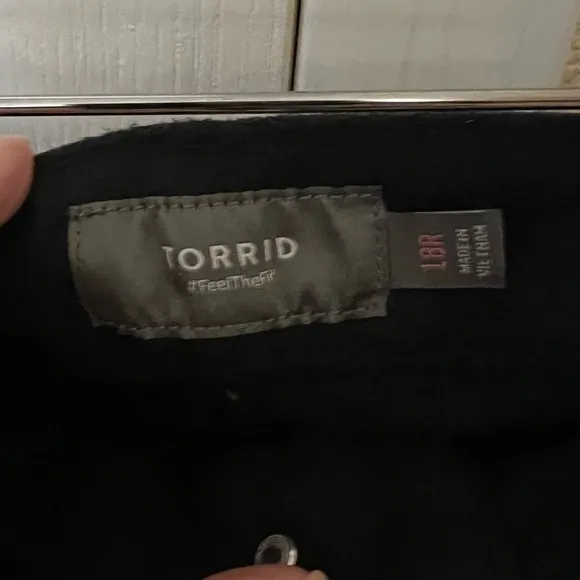 TORRID
#FeelTheFit
18R
MADE IN
VIETNAM